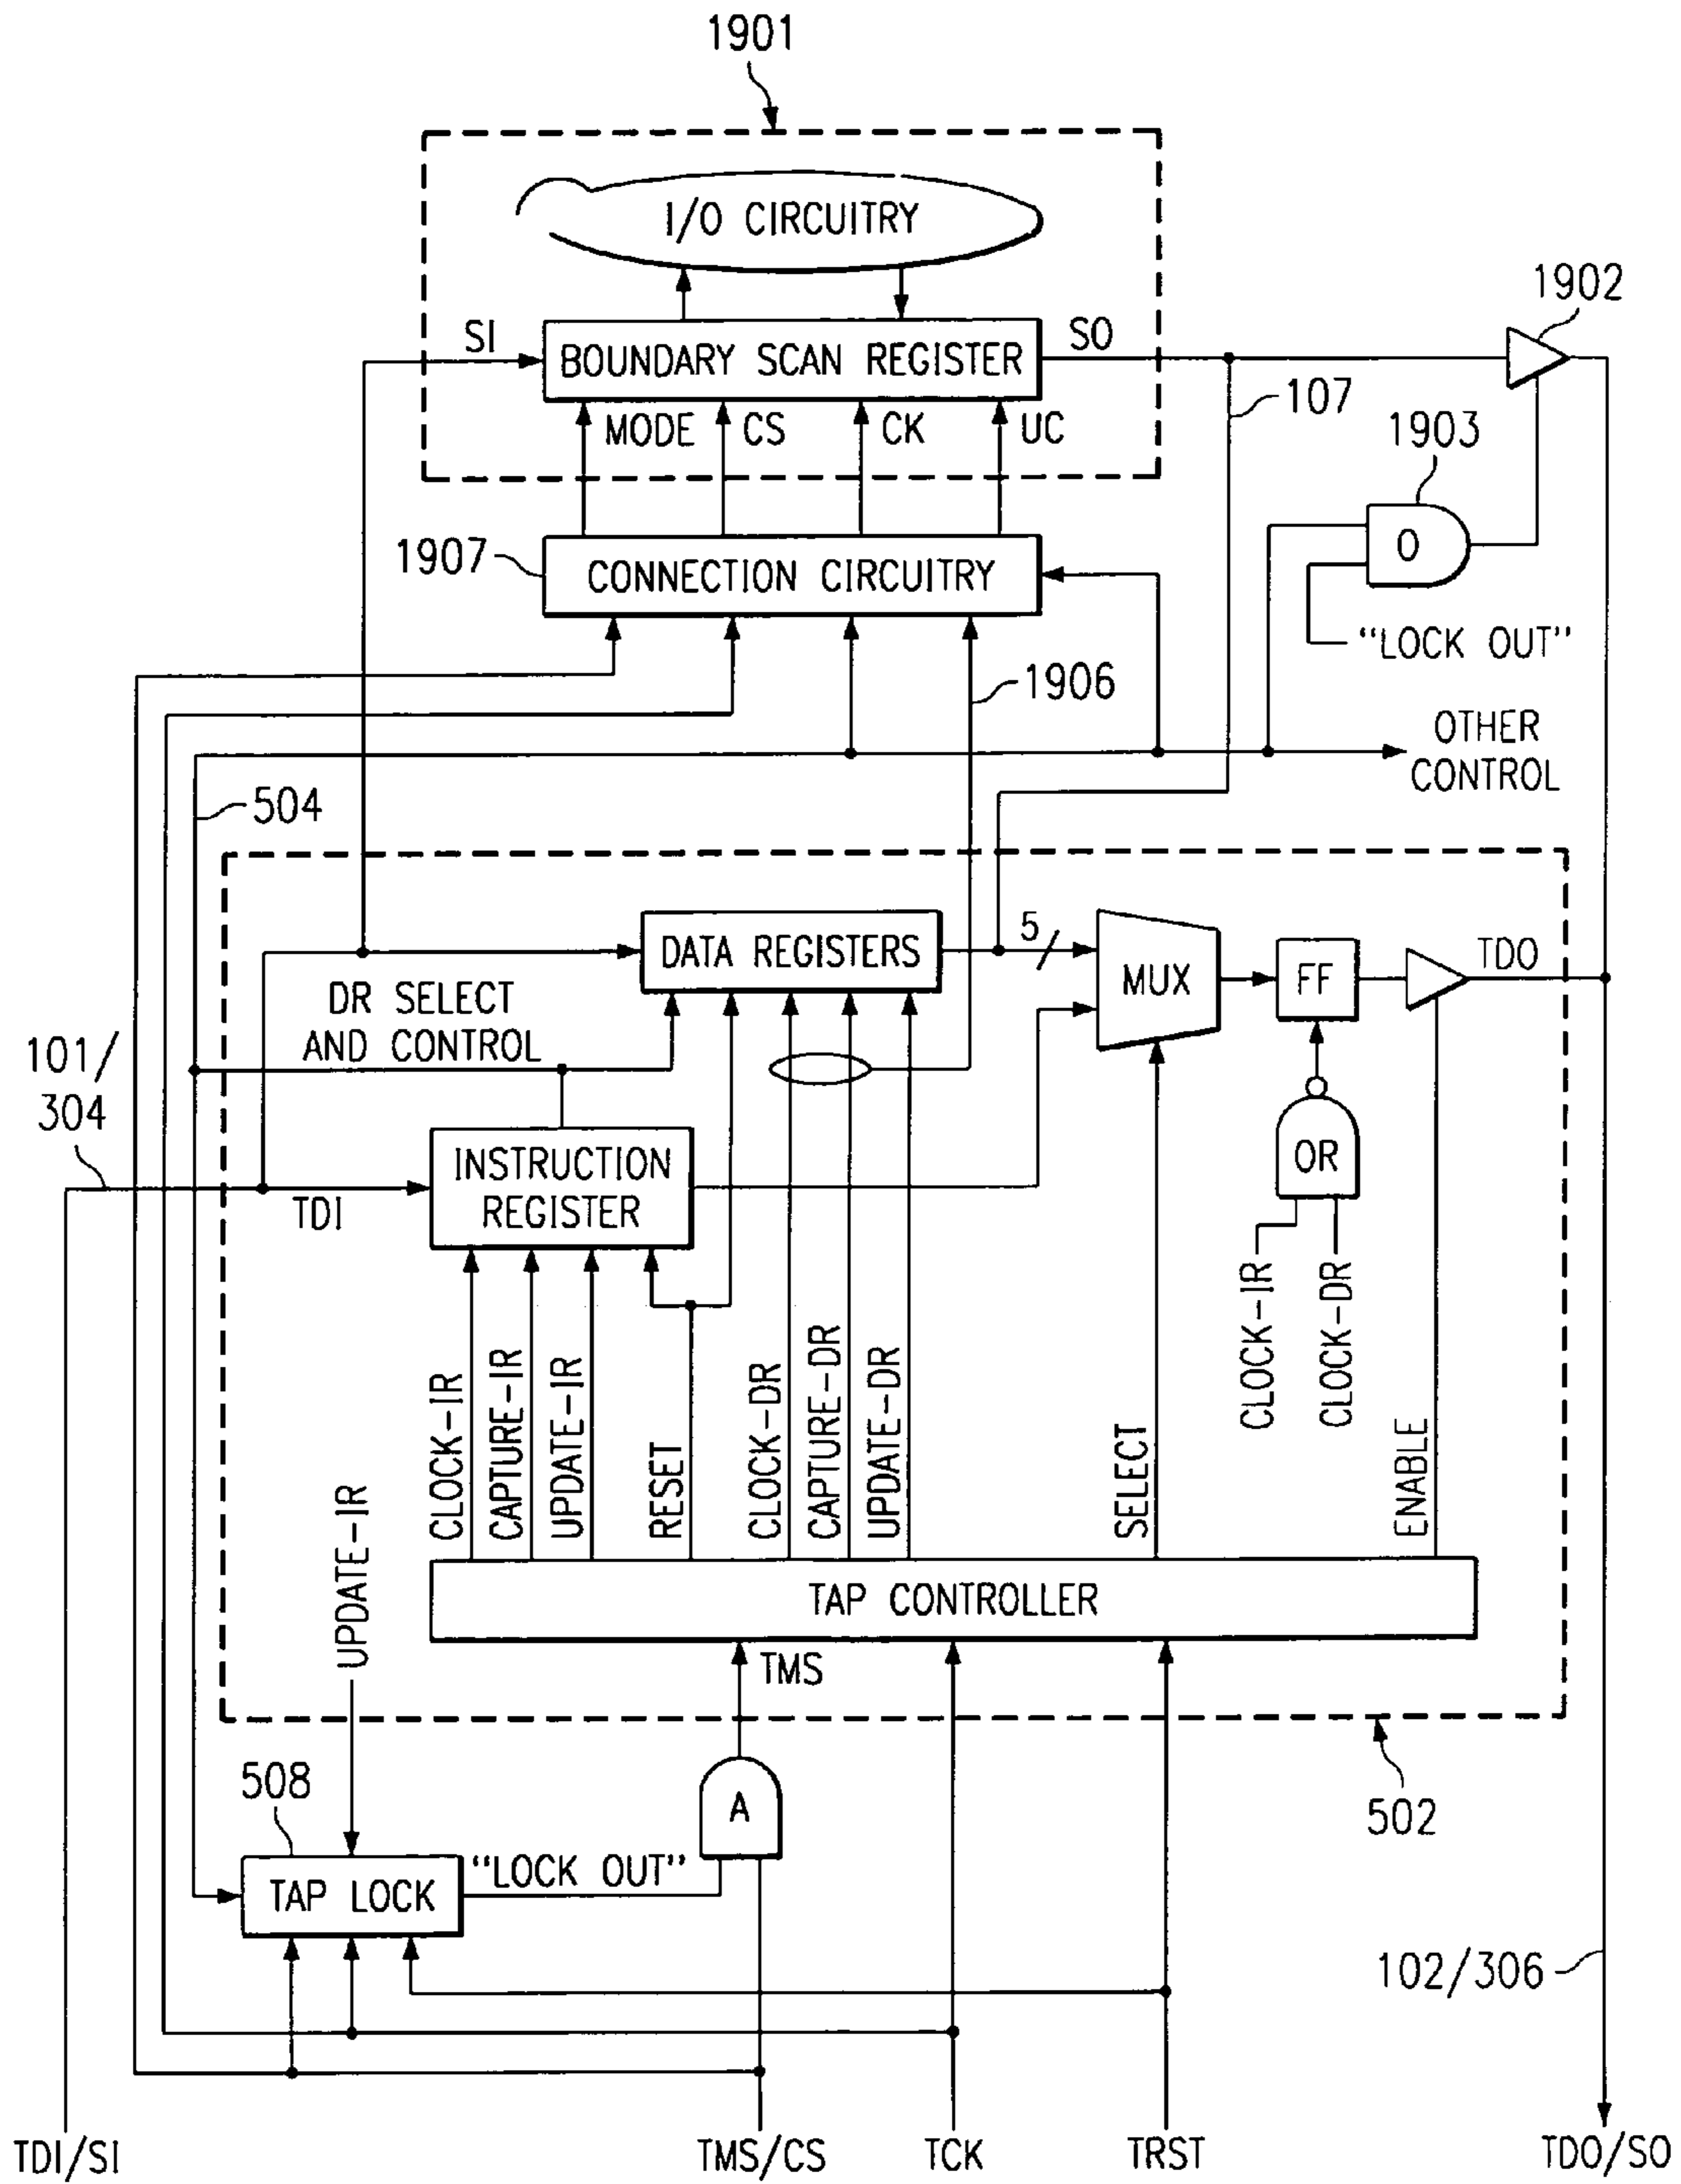 1901
I/O CIRCUITRY
1902
SI
BOUNDARY SCAN REGISTER
SO
107
MODE
CS
CK
UC
1903
O
1907
CONNECTION CIRCUITRY
"LOCK OUT"
1906
OTHER
CONTROL
504
DATA REGISTERS
5
MUX
FF
TDO
DR SELECT
AND CONTROL
101/
304
INSTRUCTION
REGISTER
TDI
OR
CLOCK-IR
CLOCK-DR
CLOCK-IR
CAPTURE-IR
UPDATE-IR
RESET
CLOCK-DR
CAPTURE-DR
UPDATE-DR
SELECT
ENABLE
UPDATE-IR
TAP CONTROLLER
TMS
508
A
502
TAP LOCK
"LOCK OUT"
102/306
TDI/SI
TMS/CS
TCK
TRST
TDO/SO